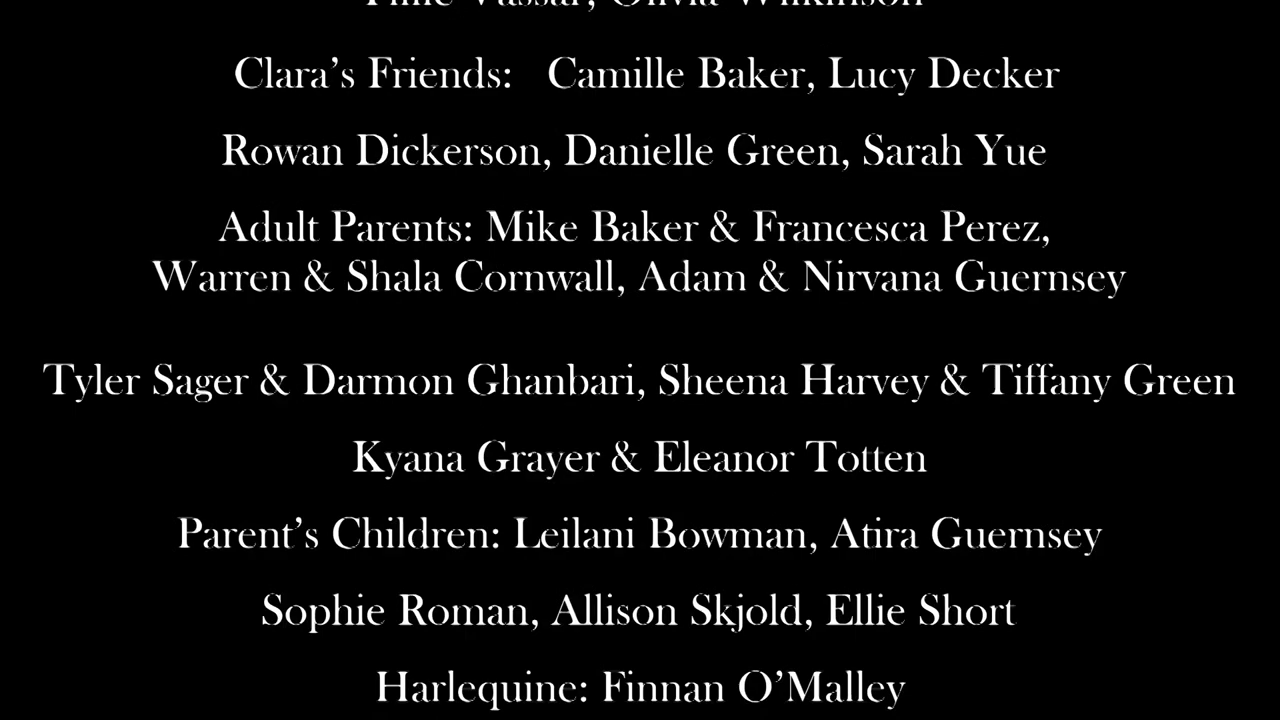 Vassar, Olivia Wilkinson
Clara’s Friends: Camille Baker, Lucy Decker
Rowan Dickerson, Danielle Green, Sarah Yue
Adult Parents: Mike Baker & Francesca Perez,
Warren & Shala Cornwall, Adam & Nirvana Guernsey
Tyler Sager & Darmon Ghanbari, Sheena Harvey & Tiffany Green
Kyana Grayer & Eleanor Totten
Parent’s Children: Leilani Bowman, Atira Guernsey
Sophie Roman, Allison Skjold, Ellie Short
Harlequine: Finnan O’Malley